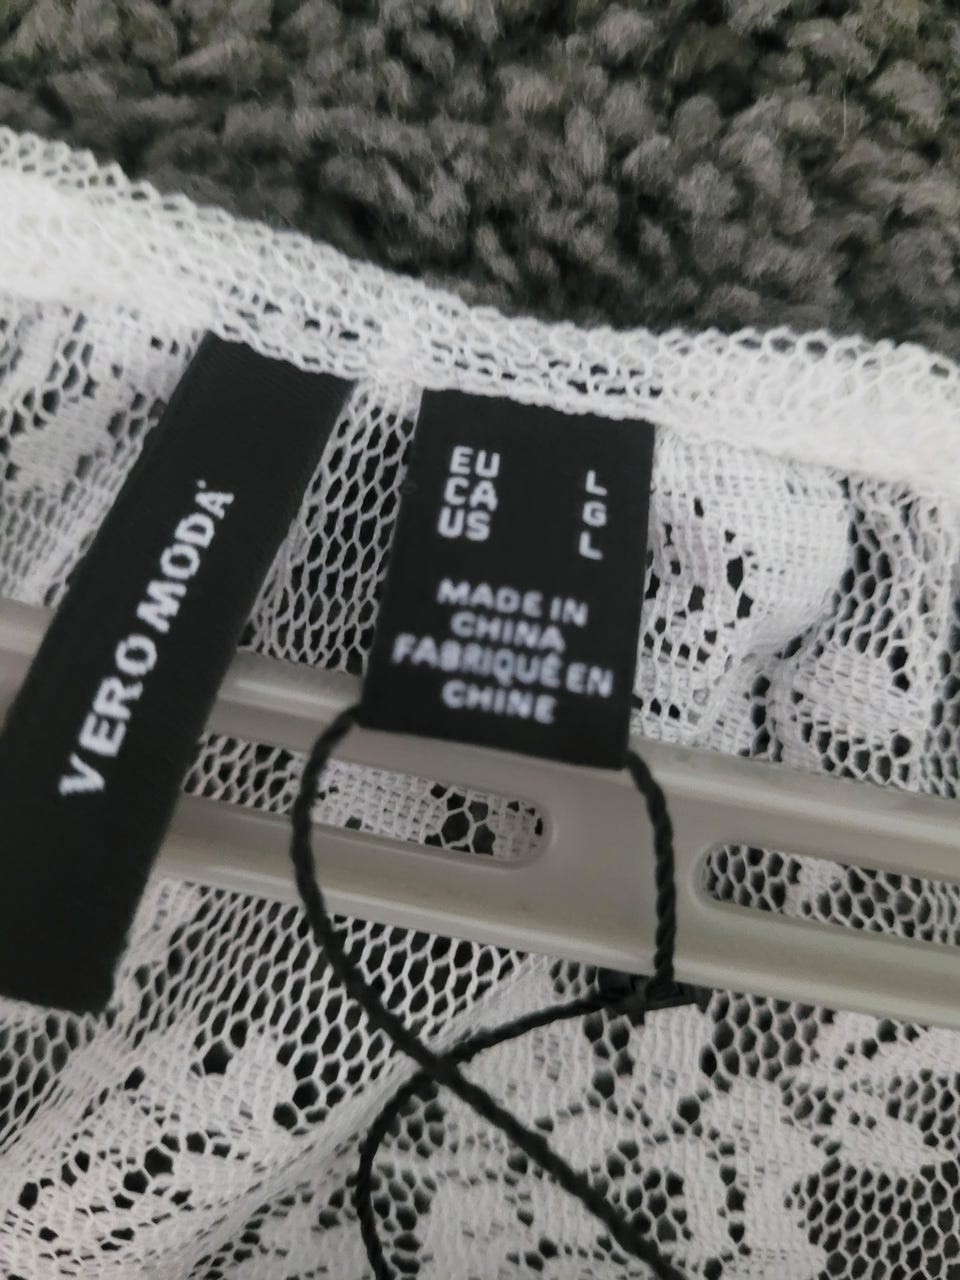 VERO MODA
EU L
CA G
US L
MADE IN
CHINA
FABRIQUÉ EN
CHINE